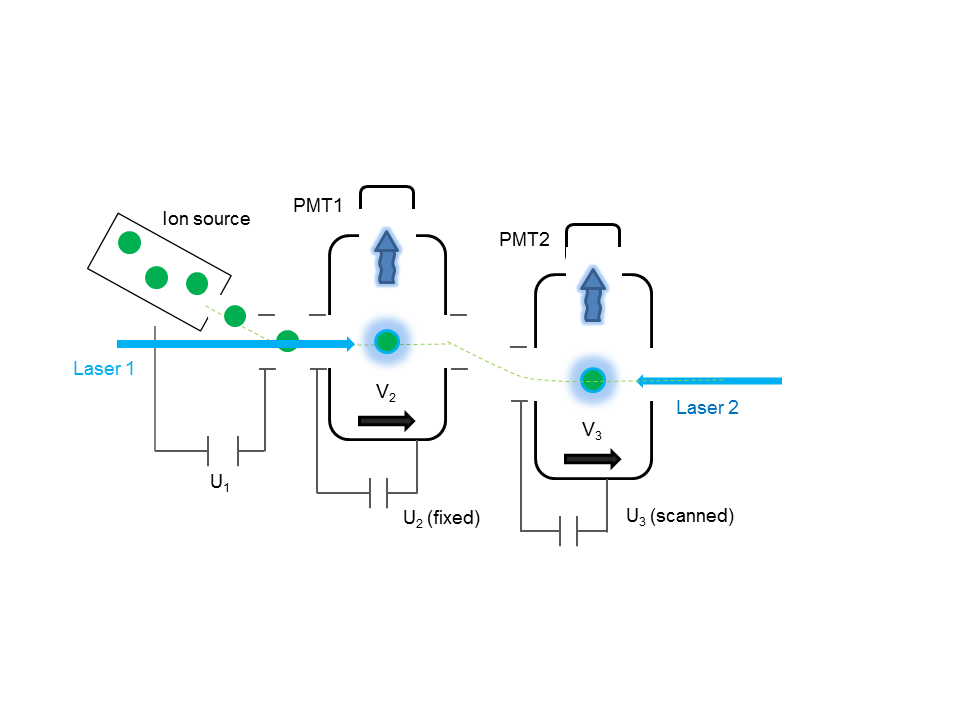 Ion source
PMT1
PMT2
Laser 1
V2
Laser 2
V3
U1
U2 (fixed)
U3 (scanned)